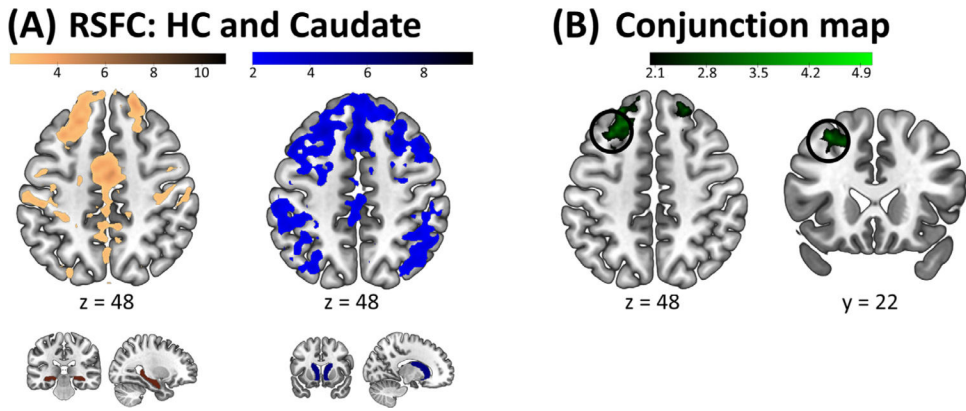 (A) RSFC: HC and Caudate
4 6 8 10
2 4 6 8
z = 48
z = 48
(B) Conjunction map
2.1 2.8 3.5 4.2 4.9
z = 48
y = 22